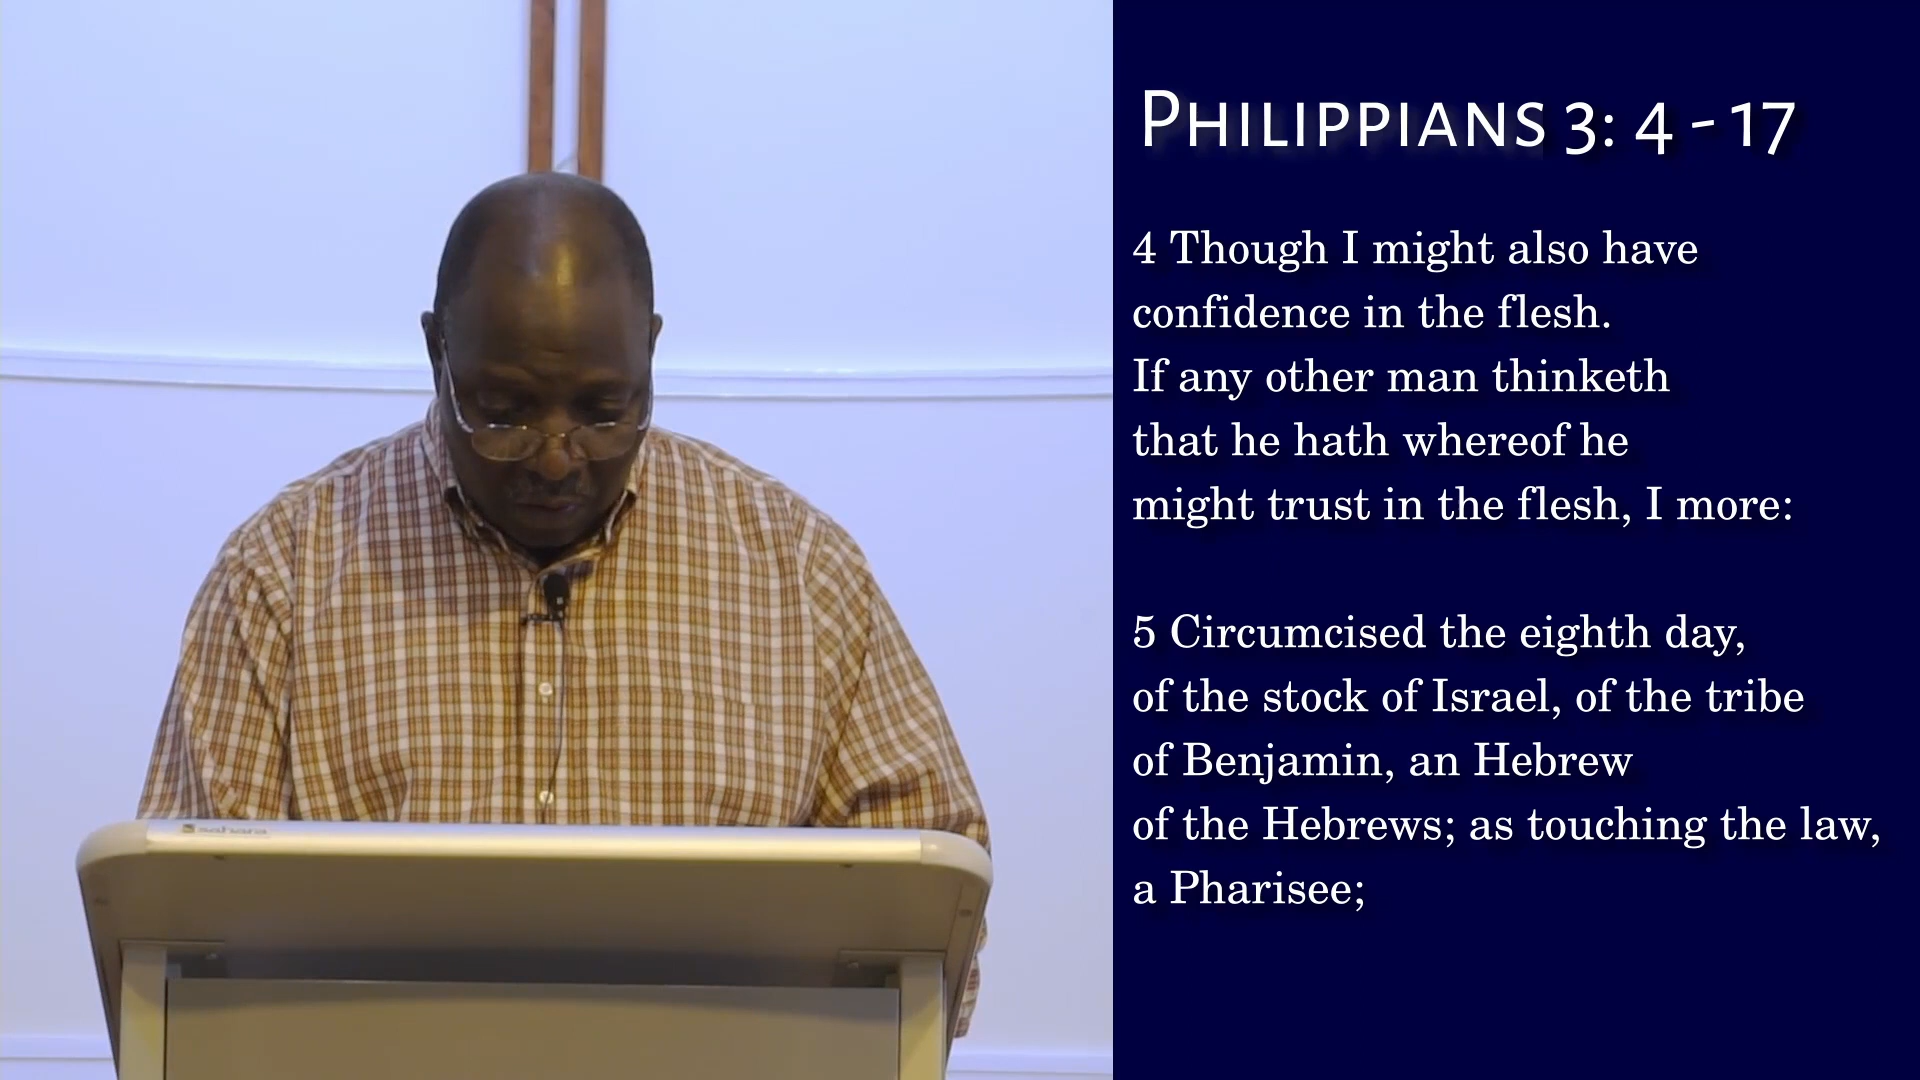 Philippians 3: 4 - 17
4 Though I might also have
confidence in the flesh.
If any other man thinketh
that he hath whereof he
might trust in the flesh, I more:
5 Circumcised the eighth day,
of the stock of Israel, of the tribe
of Benjamin, an Hebrew
of the Hebrews; as touching the law,
a Pharisee;
sahara